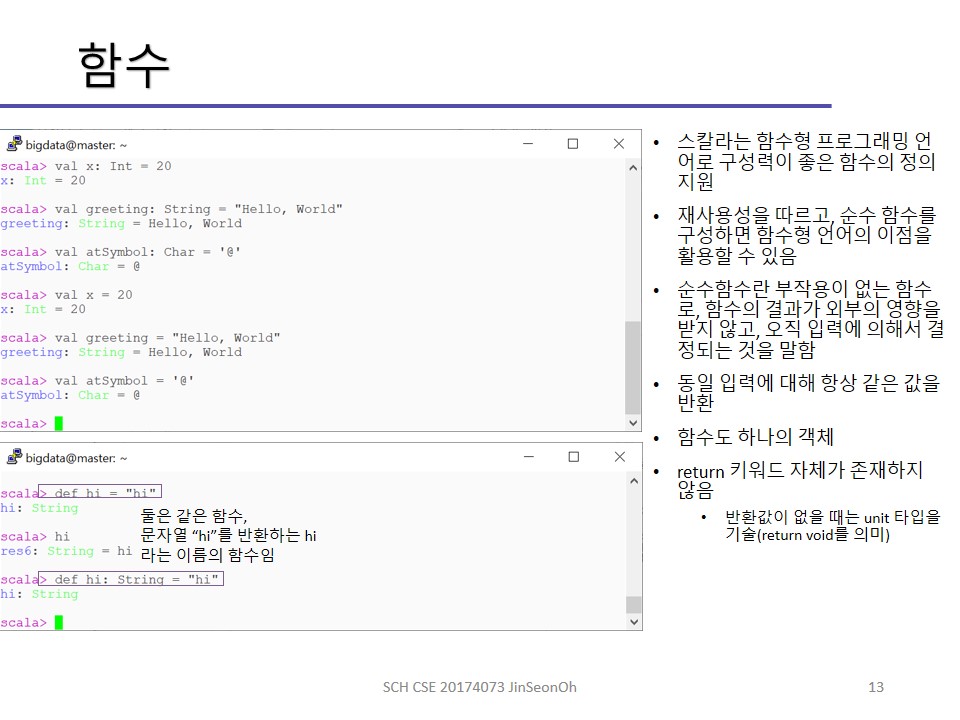 함수
bigdata@master: ~
scala> val x: Int = 20
x: Int = 20
scala> val greeting: String = "Hello, World"
greeting: String = Hello, World
scala> val atSymbol: Char = '@'
atSymbol: Char = @
scala> val x = 20
x: Int = 20
scala> val greeting = "Hello, World"
greeting: String = Hello, World
scala> val atSymbol = '@'
atSymbol: Char = @
scala>
bigdata@master: ~
scala> def hi = "hi"
hi: String
scala> hi
res6: String = hi
scala> def hi: String = "hi"
hi: String
scala>
둘은 같은 함수,
문자열 “hi”를 반환하는 hi
라는 이름의 함수임
• 스칼라는 함수형 프로그래밍 언
어로 구성력이 좋은 함수의 정의
지원
• 재사용성을 따르고, 순수 함수를
구성하면 함수형 언어의 이점을
활용할 수 있음
• 순수함수란 부작용이 없는 함수
로, 함수의 결과가 외부의 영향을
받지 않고, 오직 입력에 의해서 결
정되는 것을 말함
• 동일 입력에 대해 항상 같은 값을
반환
• 함수도 하나의 객체
• return 키워드 자체가 존재하지
않음
• 반환값이 없을 때는 unit 타입을
기술(return void를 의미)
SCH CSE 20174073 JinSeonOh
13